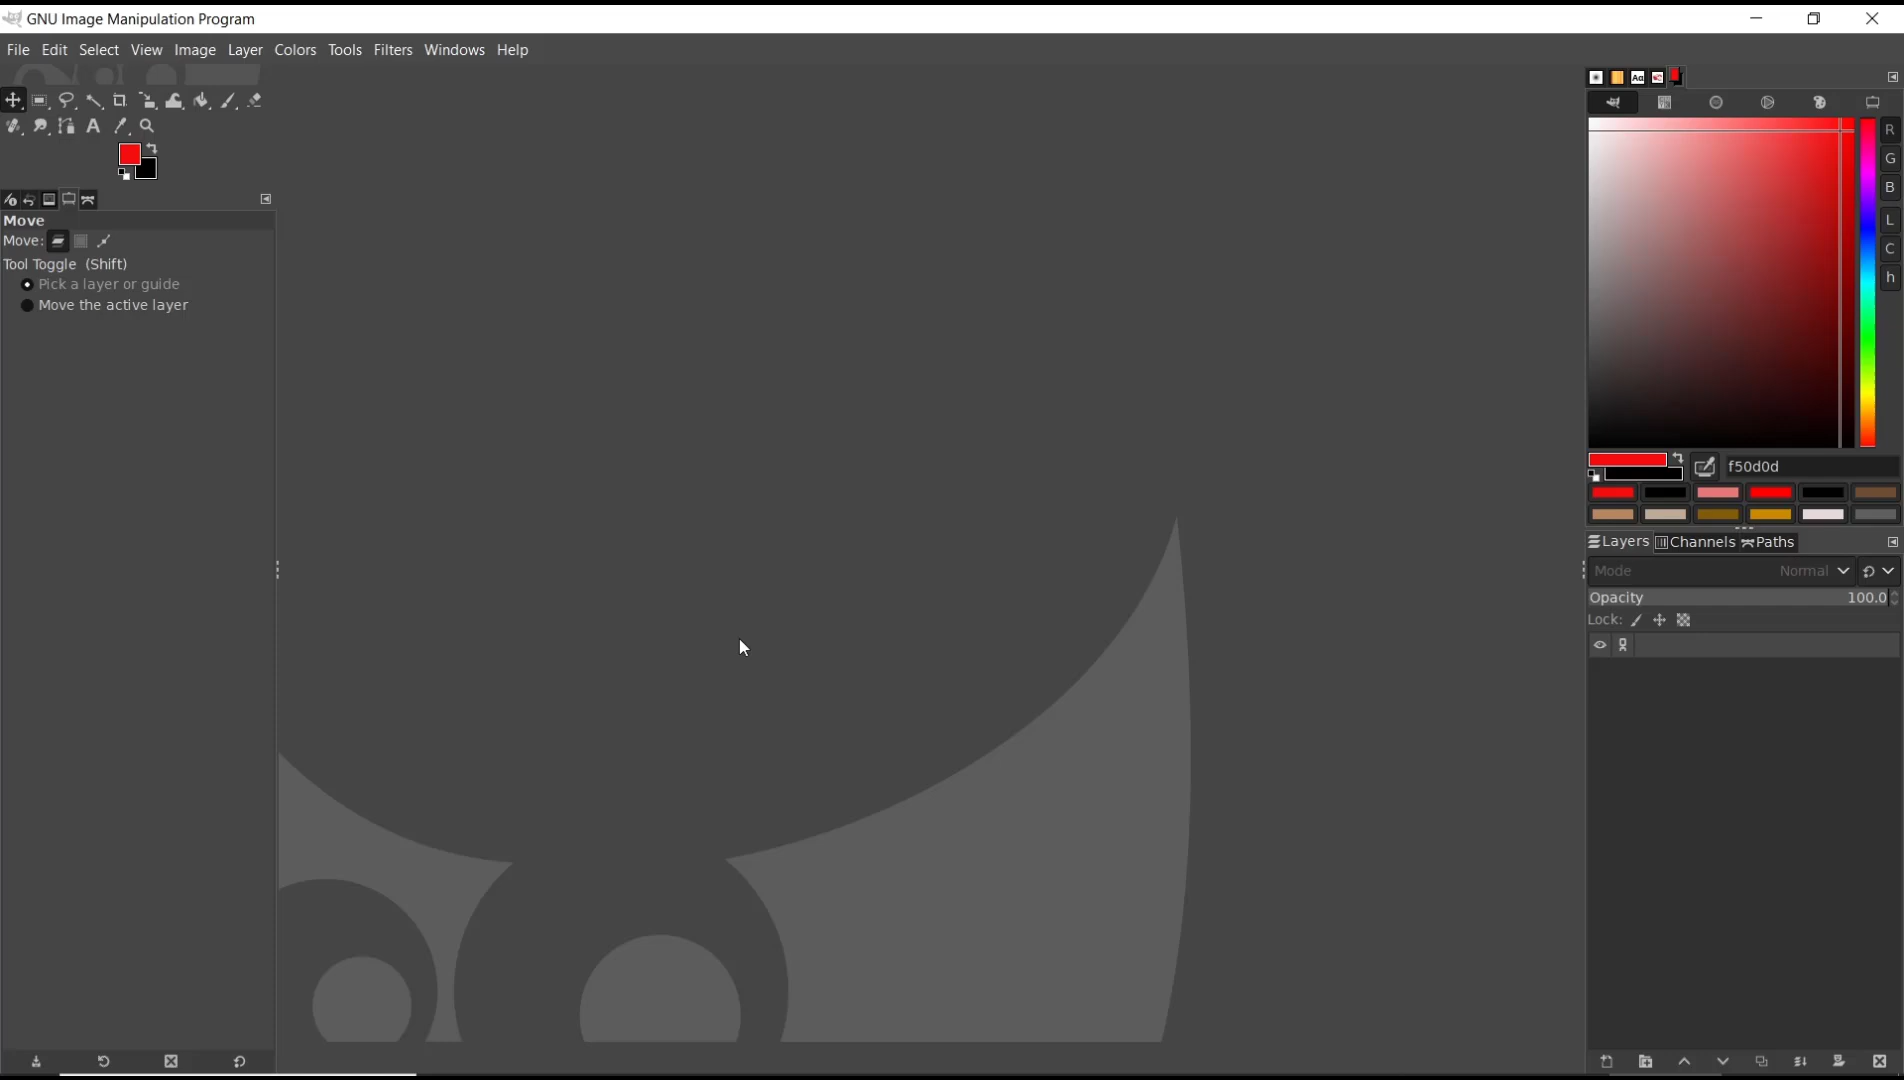 GNU Image Manipulation Program
File Edit Select View Image Layer Colors Tools Filters Windows Help
Move
Move:
Tool Toggle (Shift)
Pick a layer or guide
Move the active layer
Aa
R
G
B
L
C
h
f50d0d
Layers Channels Paths
Mode Normal
Opacity 100.0
Lock: